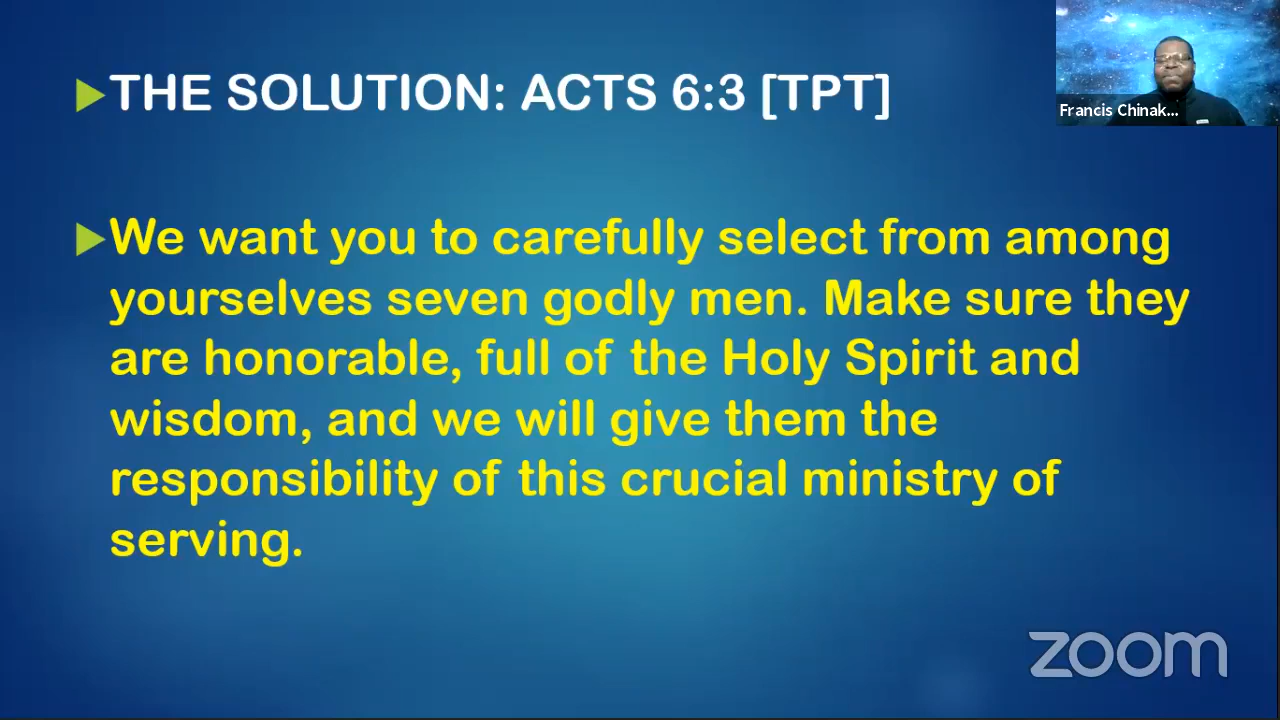 THE SOLUTION: ACTS 6:3 [TPT]
Francis Chinak...
We want you to carefully select from among
yourselves seven godly men. Make sure they
are honorable, full of the Holy Spirit and
wisdom, and we will give them the
responsibility of this crucial ministry of
serving.
zoom